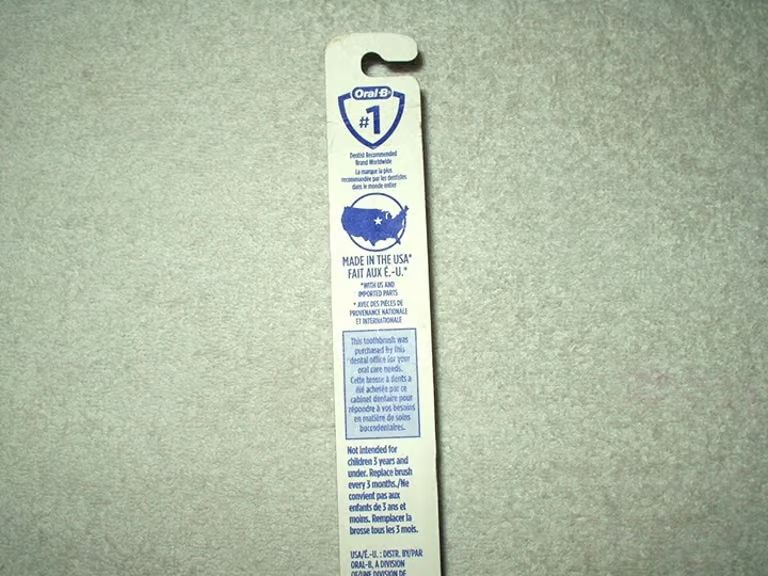 Oral-B
#1
Dentist Recommended
Brand Worldwide
La marque la plus
recommandée par les dentistes
dans le monde entier
MADE IN THE USA*
FAIT AUX É.-U.*
*WITH US AND
IMPORTED PARTS
* AVEC DES PIÈCES DE
PROVENANCE NATIONALE
ET INTERNATIONALE
This toothbrush was
purchased by this
dental office for your
oral care needs.
Cette brosse à dents a
été achetée par ce
cabinet dentaire pour
répondre à vos besoins
en matière de soins
buccodentaires.
Not intended for
children 3 years and
under. Replace brush
every 3 months./Ne
convient pas aux
enfants de 3 ans et
moins. Remplacer la
brosse tous les 3 mois.
USA/É.-U. : DISTR. BY/PAR
ORAL-B, A DIVISION
OF/UNE DIVISION DE